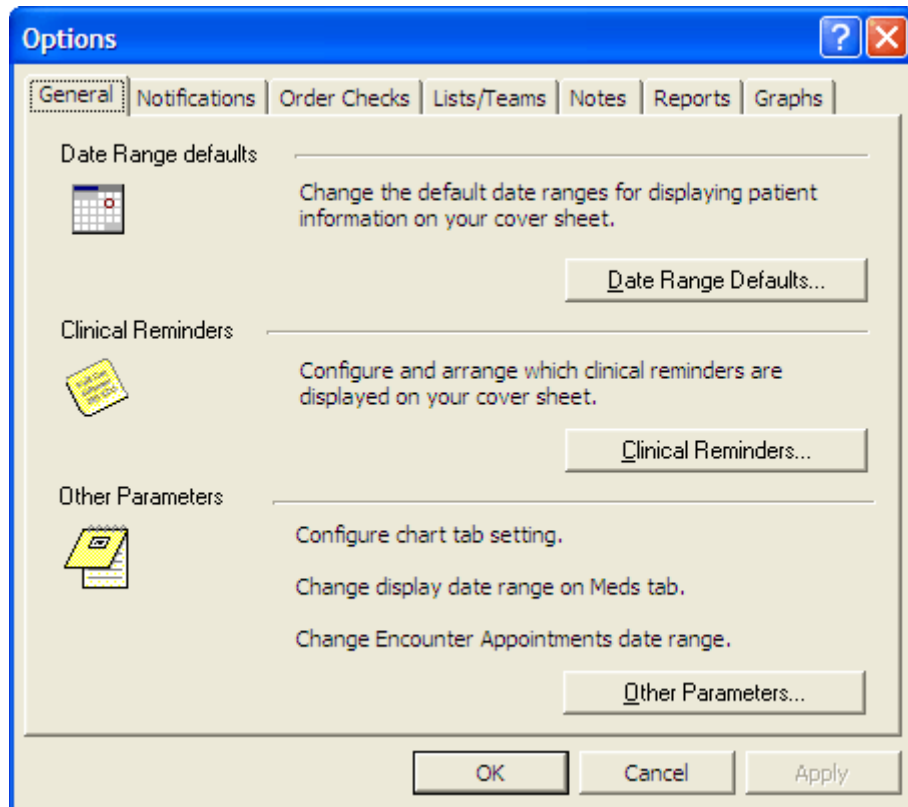 Options
General Notifications Order Checks Lists/Teams Notes Reports Graphs
Date Range defaults
Change the default date ranges for displaying patient
information on your cover sheet.
Date Range Defaults...
Clinical Reminders
Configure and arrange which clinical reminders are
displayed on your cover sheet.
Clinical Reminders...
Other Parameters
Configure chart tab setting.
Change display date range on Meds tab.
Change Encounter Appointments date range.
Other Parameters...
OK Cancel Apply